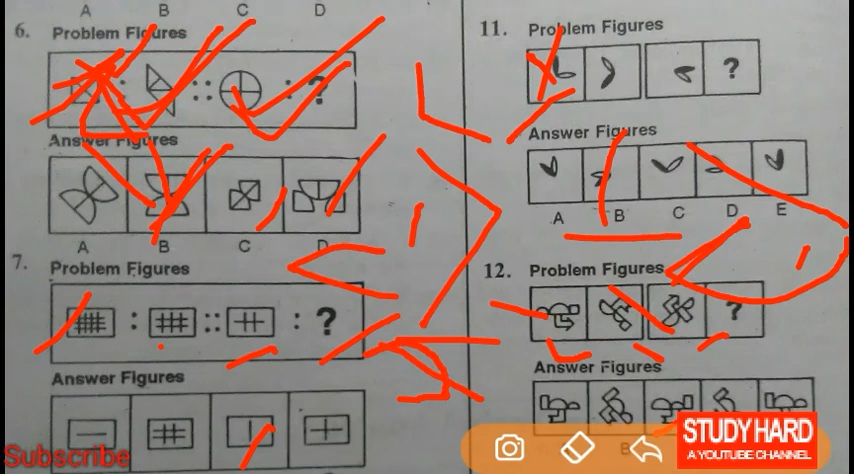 A B C D
6. Problem Figures
: :: : ?
Answer Figures
A B C D
7. Problem Figures
: :: : ?
Answer Figures
11. Problem Figures
?
Answer Figures
A B C D E
12. Problem Figures
?
Answer Figures
B
Subscribe
STUDY HARD
A YOUTUBE CHANNEL